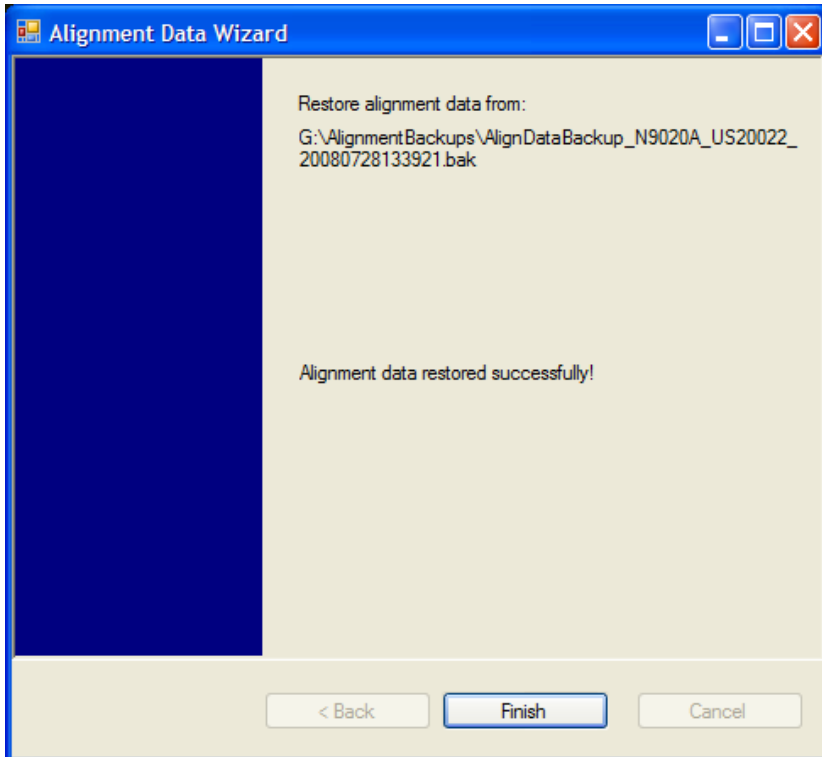 Alignment Data Wizard
Restore alignment data from:
G:\AlignmentBackups\AlignDataBackup_N9020A_US20022_
20080728133921.bak
Alignment data restored successfully!
< Back
Finish
Cancel